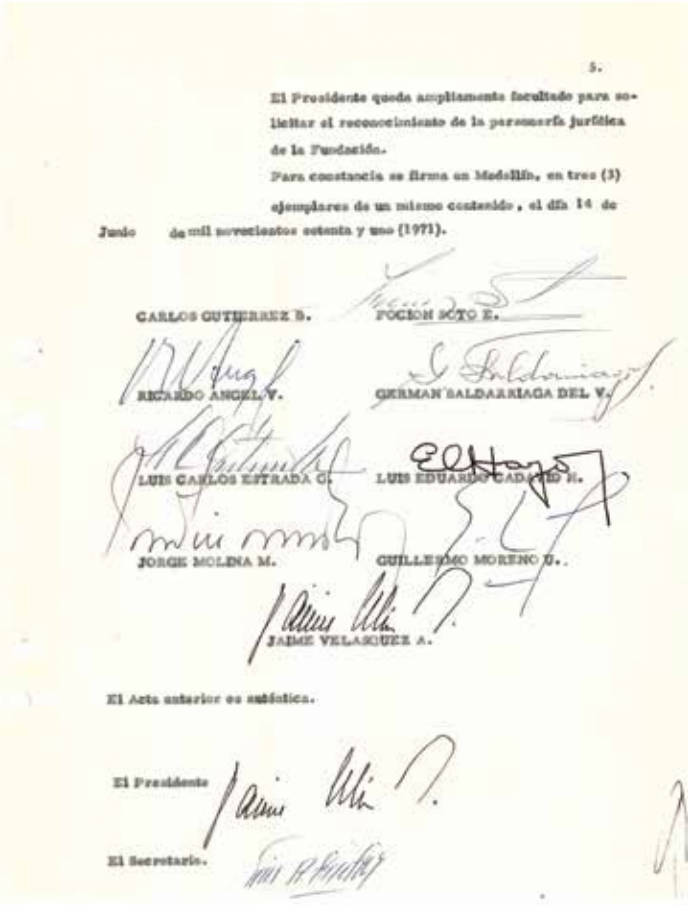 5.
El Presidente queda ampliamente facultado para so-
licitar el reconocimiento de la personería jurídica
de la Fundación.
Para constancia se firma en Medellín, en tres (3)
ejemplares de un mismo contenido, el día 14 de
Junio de mil novecientos setenta y uno (1971).
CARLOS GUTIERREZ B. FOCION SOTO E.
RICARDO ANGEL V. GERMAN SALDARRIAGA DEL V.
LUIS CARLOS ESTRADA G. LUIS EDUARDO H.
JORGE MOLINA M. GUILLERMO MORENO U.
JAIME VELASQUEZ A.
El Acta anterior es auténtica.
El Presidente
El Secretario.